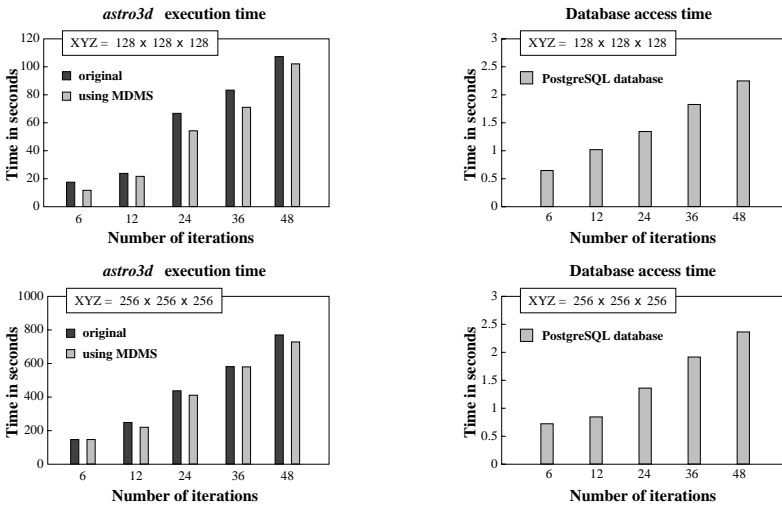 astro3d execution time
XYZ = 128 x 128 x 128
original
using MDMS
Time in seconds
120
100
80
60
40
20
0
6 12 24 36 48
Number of iterations
Database access time
XYZ = 128 x 128 x 128
PostgreSQL database
Time in seconds
3
2.5
2
1.5
1
0.5
0
6 12 24 36 48
Number of iterations
astro3d execution time
XYZ = 256 x 256 x 256
original
using MDMS
Time in seconds
1000
800
600
400
200
0
6 12 24 36 48
Number of iterations
Database access time
XYZ = 256 x 256 x 256
PostgreSQL database
Time in seconds
3
2.5
2
1.5
1
0.5
0
6 12 24 36 48
Number of iterations